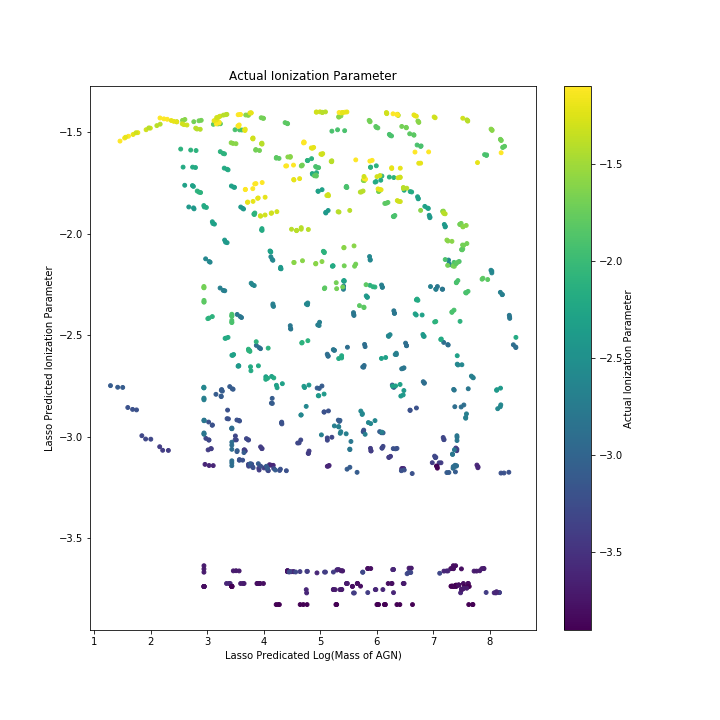 Actual Ionization Parameter
−1.5
−2.0
−2.5
−3.0
−3.5
Lasso Predicted Ionization Parameter
1 2 3 4 5 6 7 8
Lasso Predicated Log(Mass of AGN)
−1.5
−2.0
−2.5
−3.0
−3.5
Actual Ionization Parameter